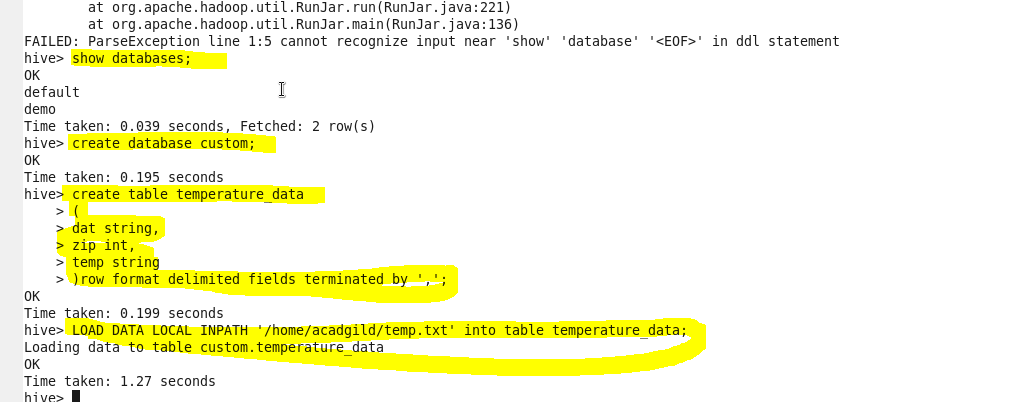 at org.apache.hadoop.util.RunJar.run(RunJar.java:221)
at org.apache.hadoop.util.RunJar.main(RunJar.java:136)
FAILED: ParseException line 1:5 cannot recognize input near 'show' 'database' '<EOF>' in ddl statement
hive> show databases;
OK
default
demo
Time taken: 0.039 seconds, Fetched: 2 row(s)
hive> create database custom;
OK
Time taken: 0.195 seconds
hive> create table temperature_data
> (
> dat string,
> zip int,
> temp string
> )row format delimited fields terminated by ',';
OK
Time taken: 0.199 seconds
hive> LOAD DATA LOCAL INPATH '/home/acadgild/temp.txt' into table temperature_data;
Loading data to table custom.temperature_data
OK
Time taken: 1.27 seconds
hive>